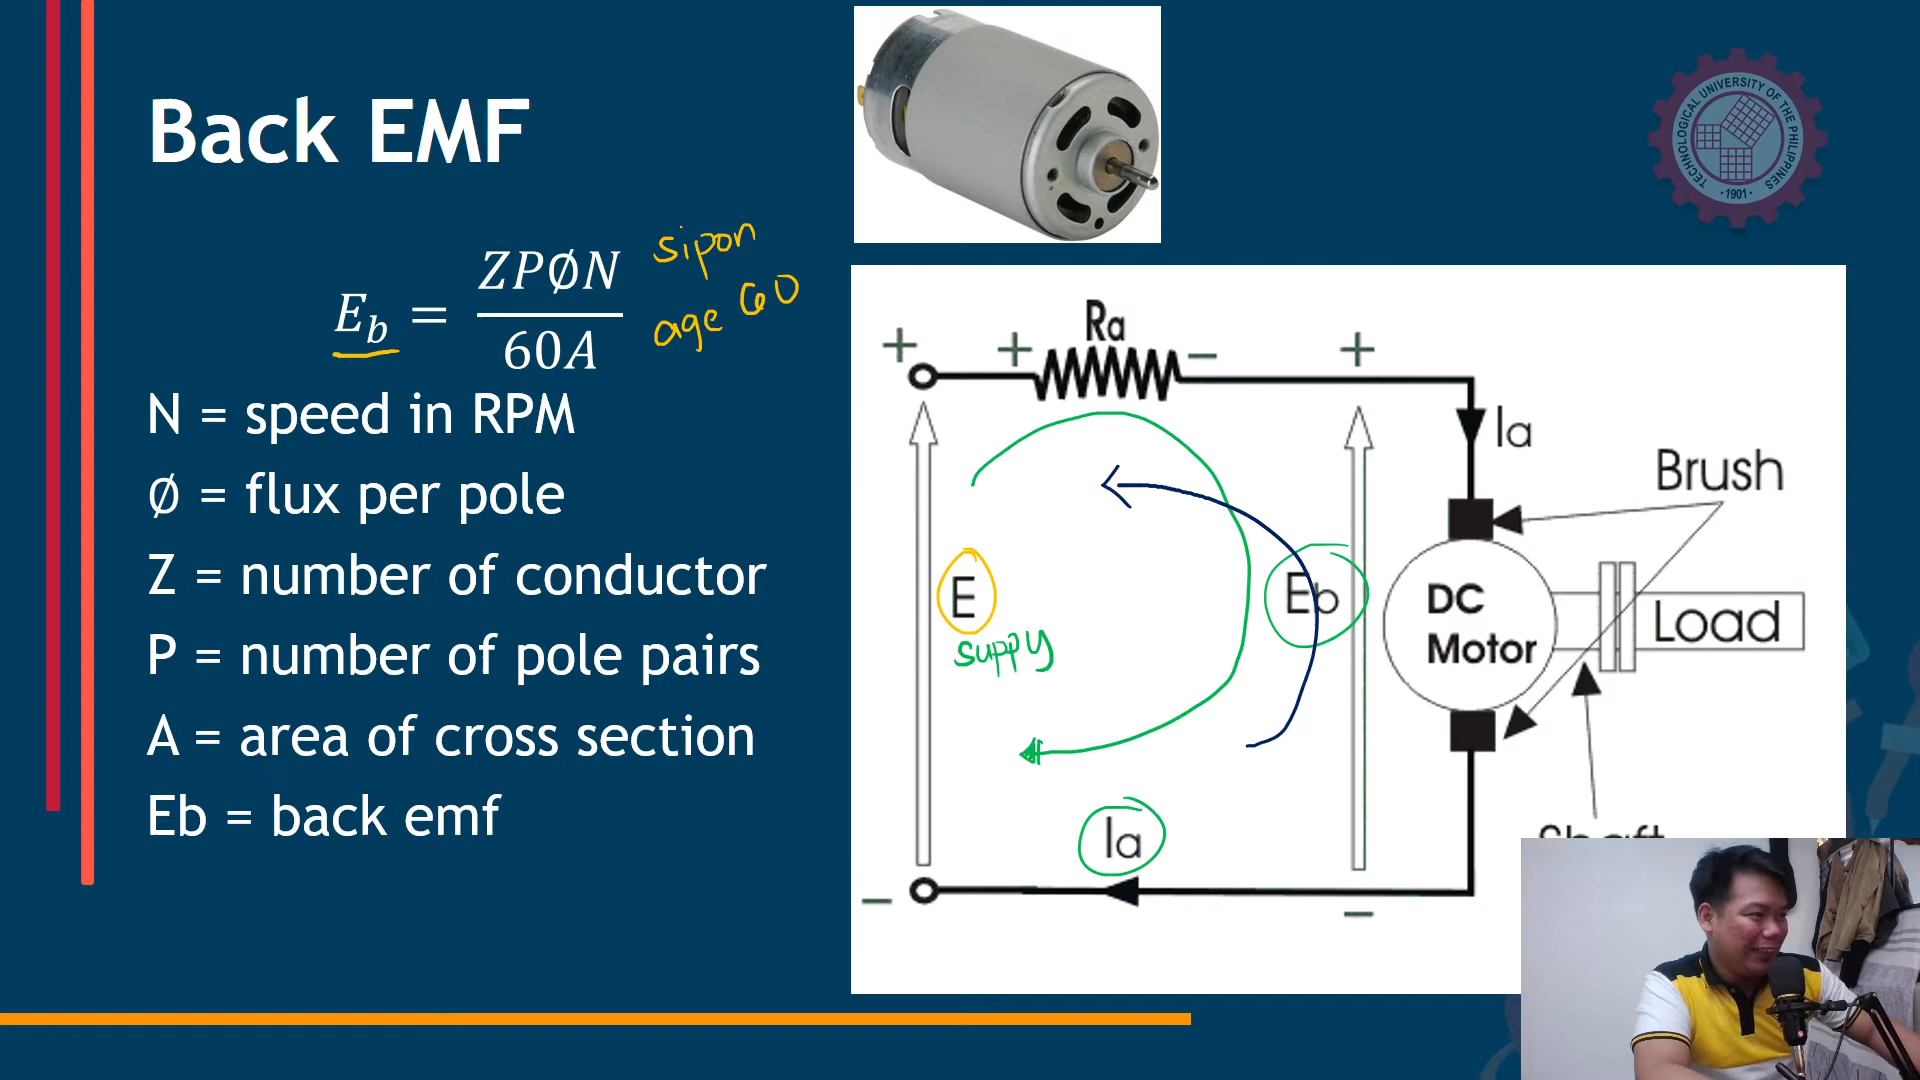 Back EMF
E_b = ZPØN / 60A
sipon
age 60
N = speed in RPM
Ø = flux per pole
Z = number of conductor
P = number of pole pairs
A = area of cross section
Eb = back emf
TECHNOLOGICAL UNIVERSITY OF THE PHILIPPINES
· 1901 ·
+ + Ra − +
Ia
Brush
E
supply
Eb
DC
Motor
Load
Ia
− −